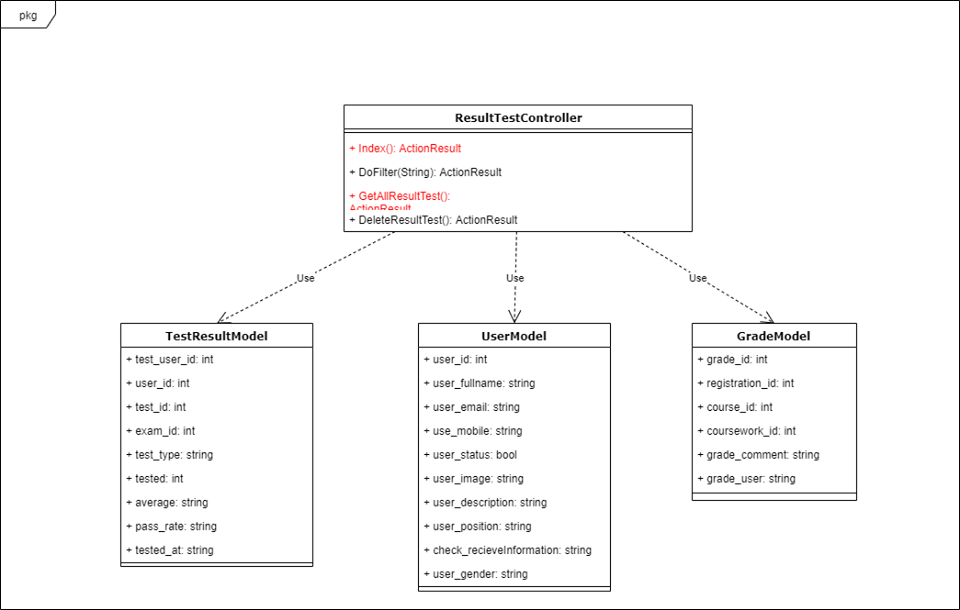 pkg
ResultTestController
+ Index(): ActionResult
+ DoFilter(String): ActionResult
+ GetAllResultTest():
ActionResult
+ DeleteResultTest(): ActionResult
Use
Use
Use
TestResultModel
+ test_user_id: int
+ user_id: int
+ test_id: int
+ exam_id: int
+ test_type: string
+ tested: int
+ average: string
+ pass_rate: string
+ tested_at: string
UserModel
+ user_id: int
+ user_fullname: string
+ user_email: string
+ use_mobile: string
+ user_status: bool
+ user_image: string
+ user_description: string
+ user_position: string
+ check_recieveInformation: string
+ user_gender: string
GradeModel
+ grade_id: int
+ registration_id: int
+ course_id: int
+ coursework_id: int
+ grade_comment: string
+ grade_user: string